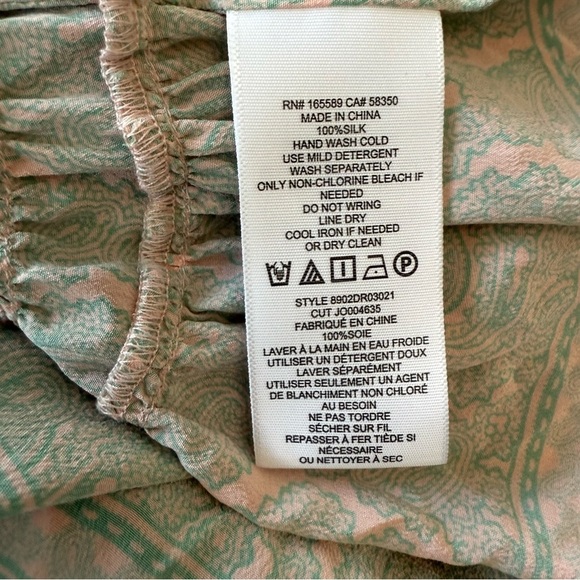 RN# 165589 CA# 58350
MADE IN CHINA
100%SILK
HAND WASH COLD
USE MILD DETERGENT
WASH SEPARATELY
ONLY NON-CHLORINE BLEACH IF
NEEDED
DO NOT WRING
LINE DRY
COOL IRON IF NEEDED
OR DRY CLEAN
P
STYLE 8902DR03021
CUT JO004635
FABRIQUÉ EN CHINE
100%SOIE
LAVER À LA MAIN EN EAU FROIDE
UTILISER UN DÉTERGENT DOUX
LAVER SÉPARÉMENT
UTILISER SEULEMENT UN AGENT
DE BLANCHIMENT NON CHLORÉ
AU BESOIN
NE PAS TORDRE
SÉCHER SUR FIL
REPASSER À FER TIÈDE SI
NÉCESSAIRE
OU NETTOYER À SEC